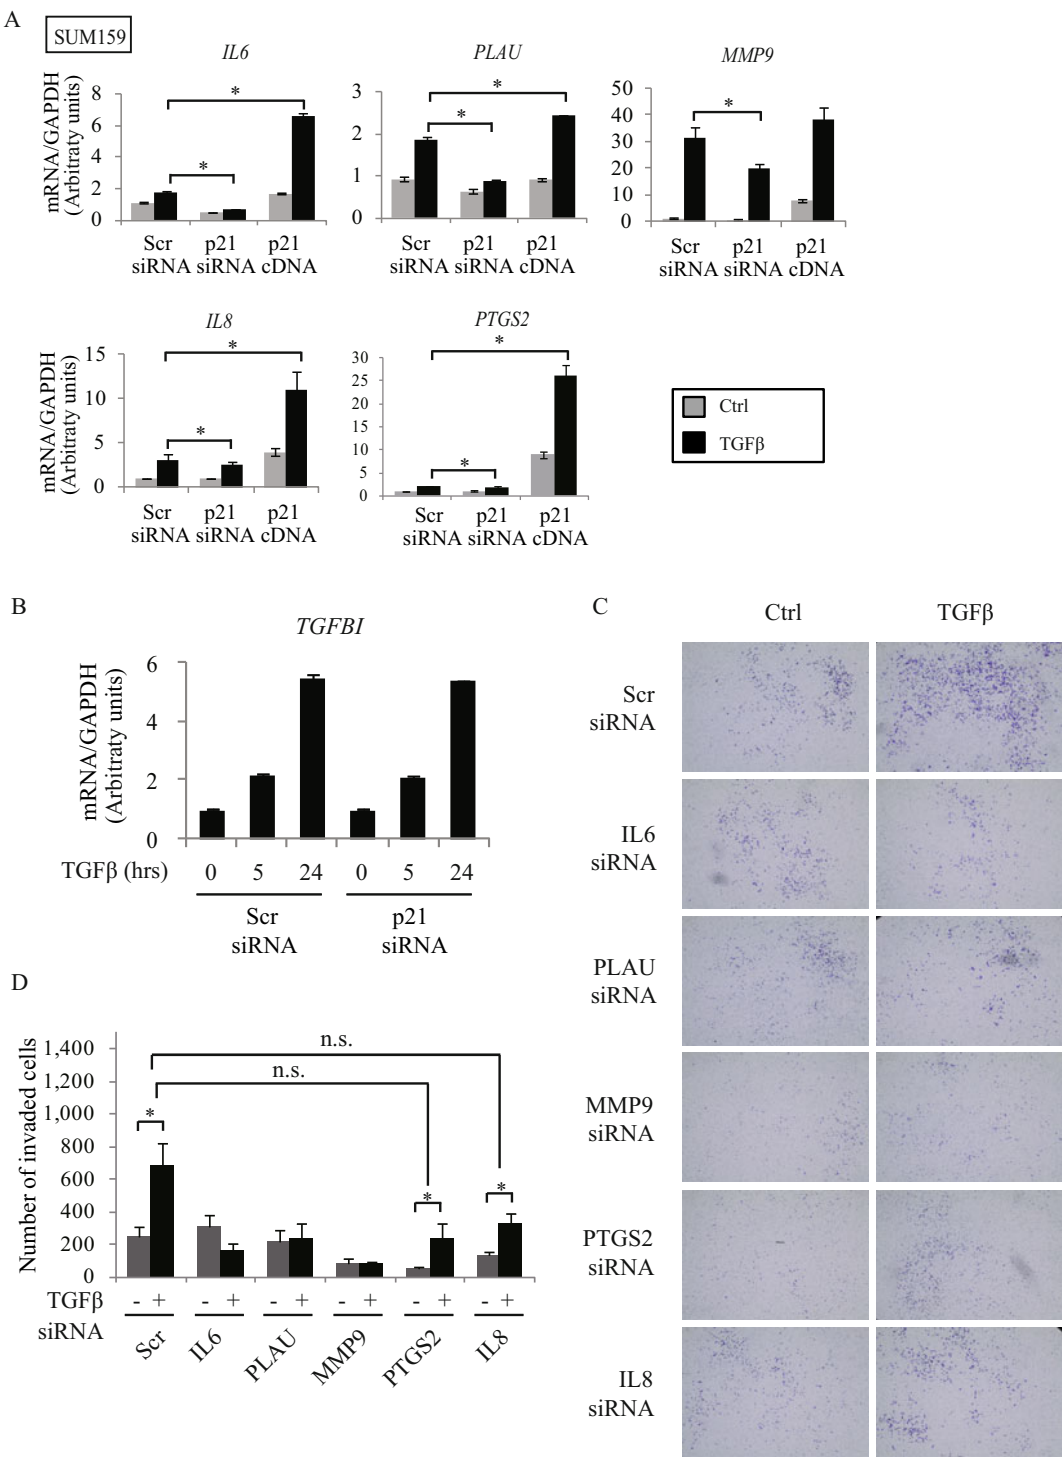 A
SUM159
IL6
PLAU
MMP9
mRNA/GAPDH
(Arbitraty units)
8
6
4
2
0
*
*
Scr siRNA
p21 siRNA
p21 cDNA
3
2
1
0
*
*
Scr siRNA
p21 siRNA
p21 cDNA
50
40
30
20
10
0
*
Scr siRNA
p21 siRNA
p21 cDNA
IL8
PTGS2
mRNA/GAPDH
(Arbitraty units)
15
10
5
0
*
*
Scr siRNA
p21 siRNA
p21 cDNA
30
25
20
15
10
5
0
*
*
Scr siRNA
p21 siRNA
p21 cDNA
Ctrl
TGFβ
B
TGFBI
mRNA/GAPDH
(Arbitraty units)
6
4
2
0
TGFβ (hrs) 0 5 24 0 5 24
Scr siRNA
p21 siRNA
C
Ctrl TGFβ
Scr
siRNA
IL6
siRNA
PLAU
siRNA
MMP9
siRNA
PTGS2
siRNA
IL8
siRNA
D
Number of invaded cells
1,400
1,200
1,000
800
600
400
200
0
n.s.
n.s.
*
*
*
TGFβ - + - + - + - + - + - +
siRNA Scr IL6 PLAU MMP9 PTGS2 IL8